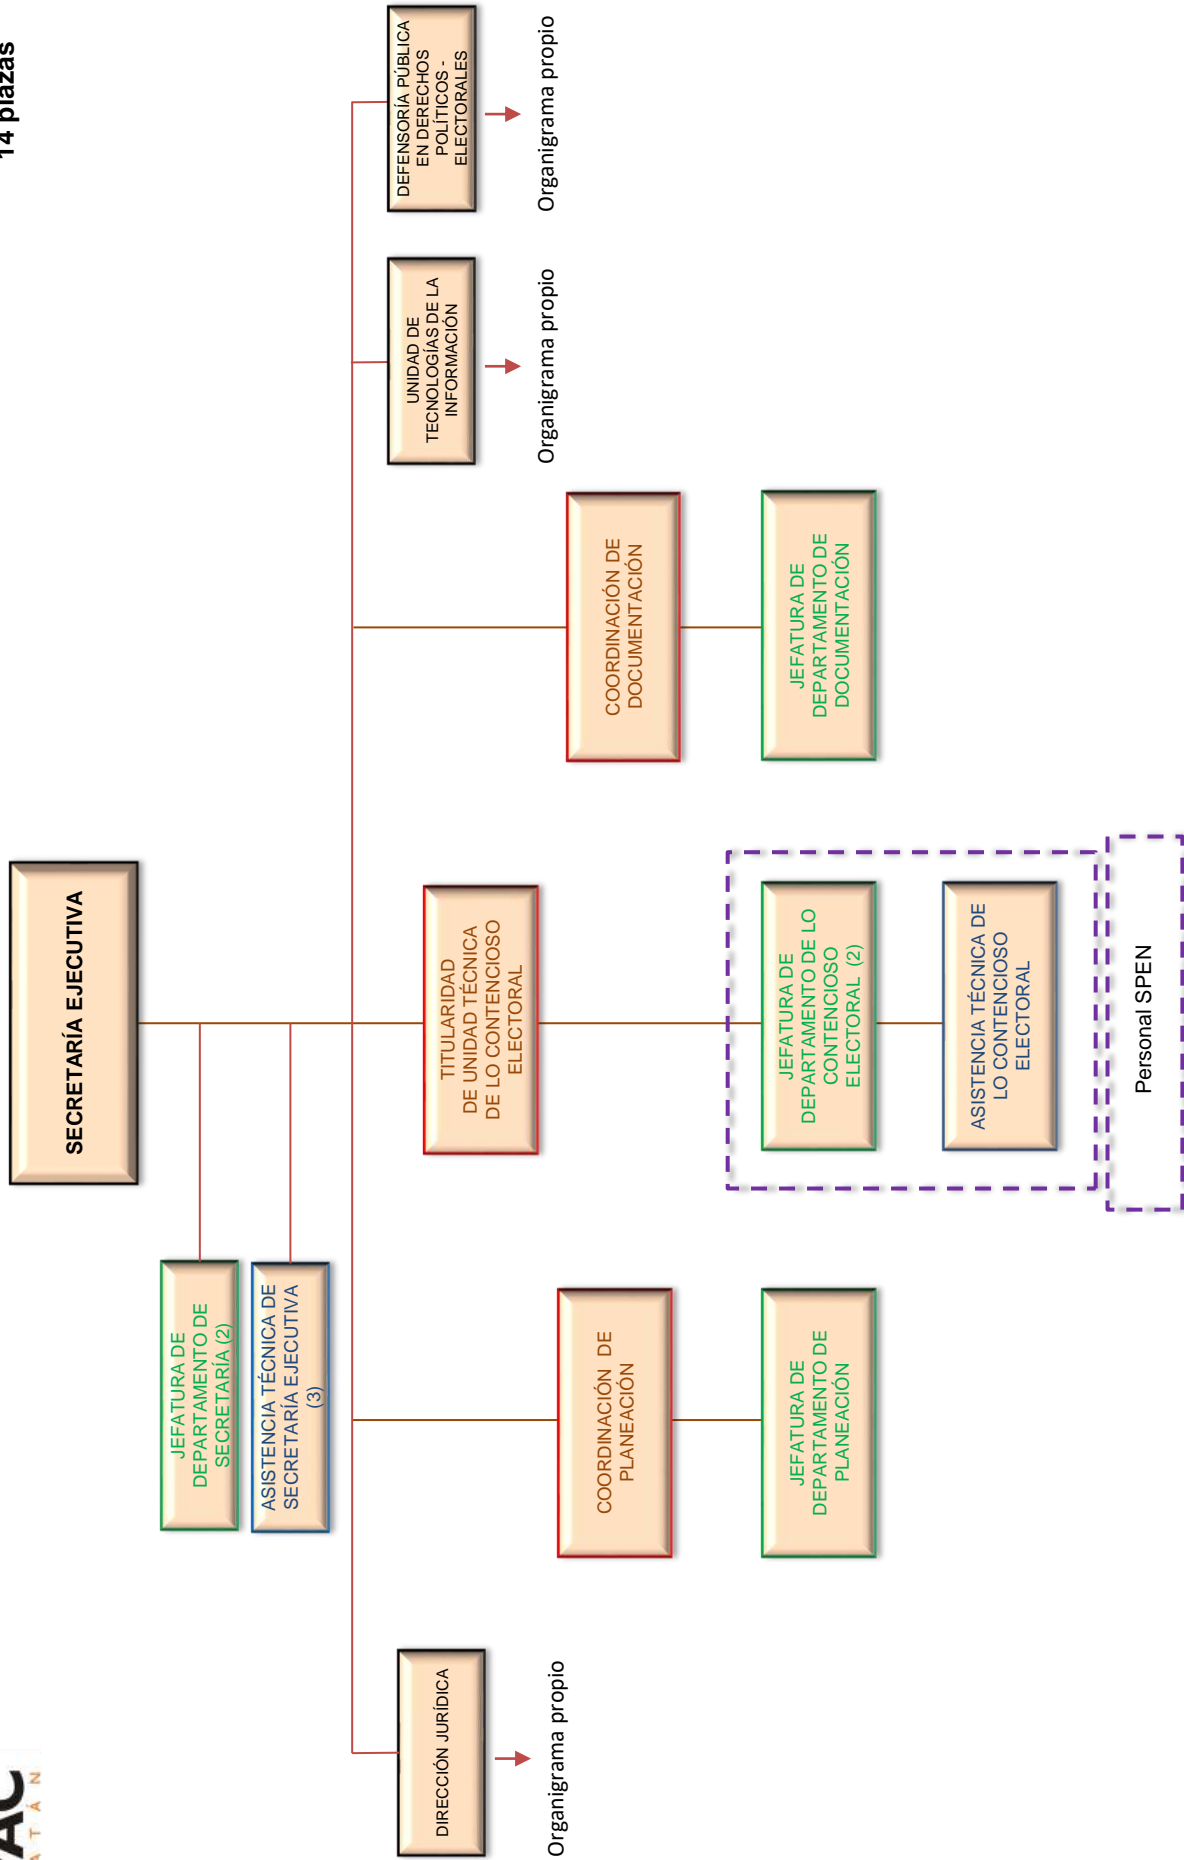 14 plazas
SECRETARÍA EJECUTIVA
JEFATURA DE
DEPARTAMENTO DE
SECRETARÍA (2)
ASISTENCIA TÉCNICA DE
SECRETARÍA EJECUTIVA
(3)
DIRECCIÓN JURÍDICA
Organigrama propio
COORDINACIÓN DE
PLANEACIÓN
JEFATURA DE
DEPARTAMENTO DE
PLANEACIÓN
TITULARIDAD
DE UNIDAD TÉCNICA
DE LO CONTENCIOSO
ELECTORAL
JEFATURA DE
DEPARTAMENTO DE LO
CONTENCIOSO
ELECTORAL (2)
ASISTENCIA TÉCNICA DE
LO CONTENCIOSO
ELECTORAL
Personal SPEN
COORDINACIÓN DE
DOCUMENTACIÓN
JEFATURA DE
DEPARTAMENTO DE
DOCUMENTACIÓN
UNIDAD DE
TECNOLOGÍAS DE LA
INFORMACIÓN
Organigrama propio
DEFENSORÍA PÚBLICA
EN DERECHOS
POLÍTICOS -
ELECTORALES
Organigrama propio